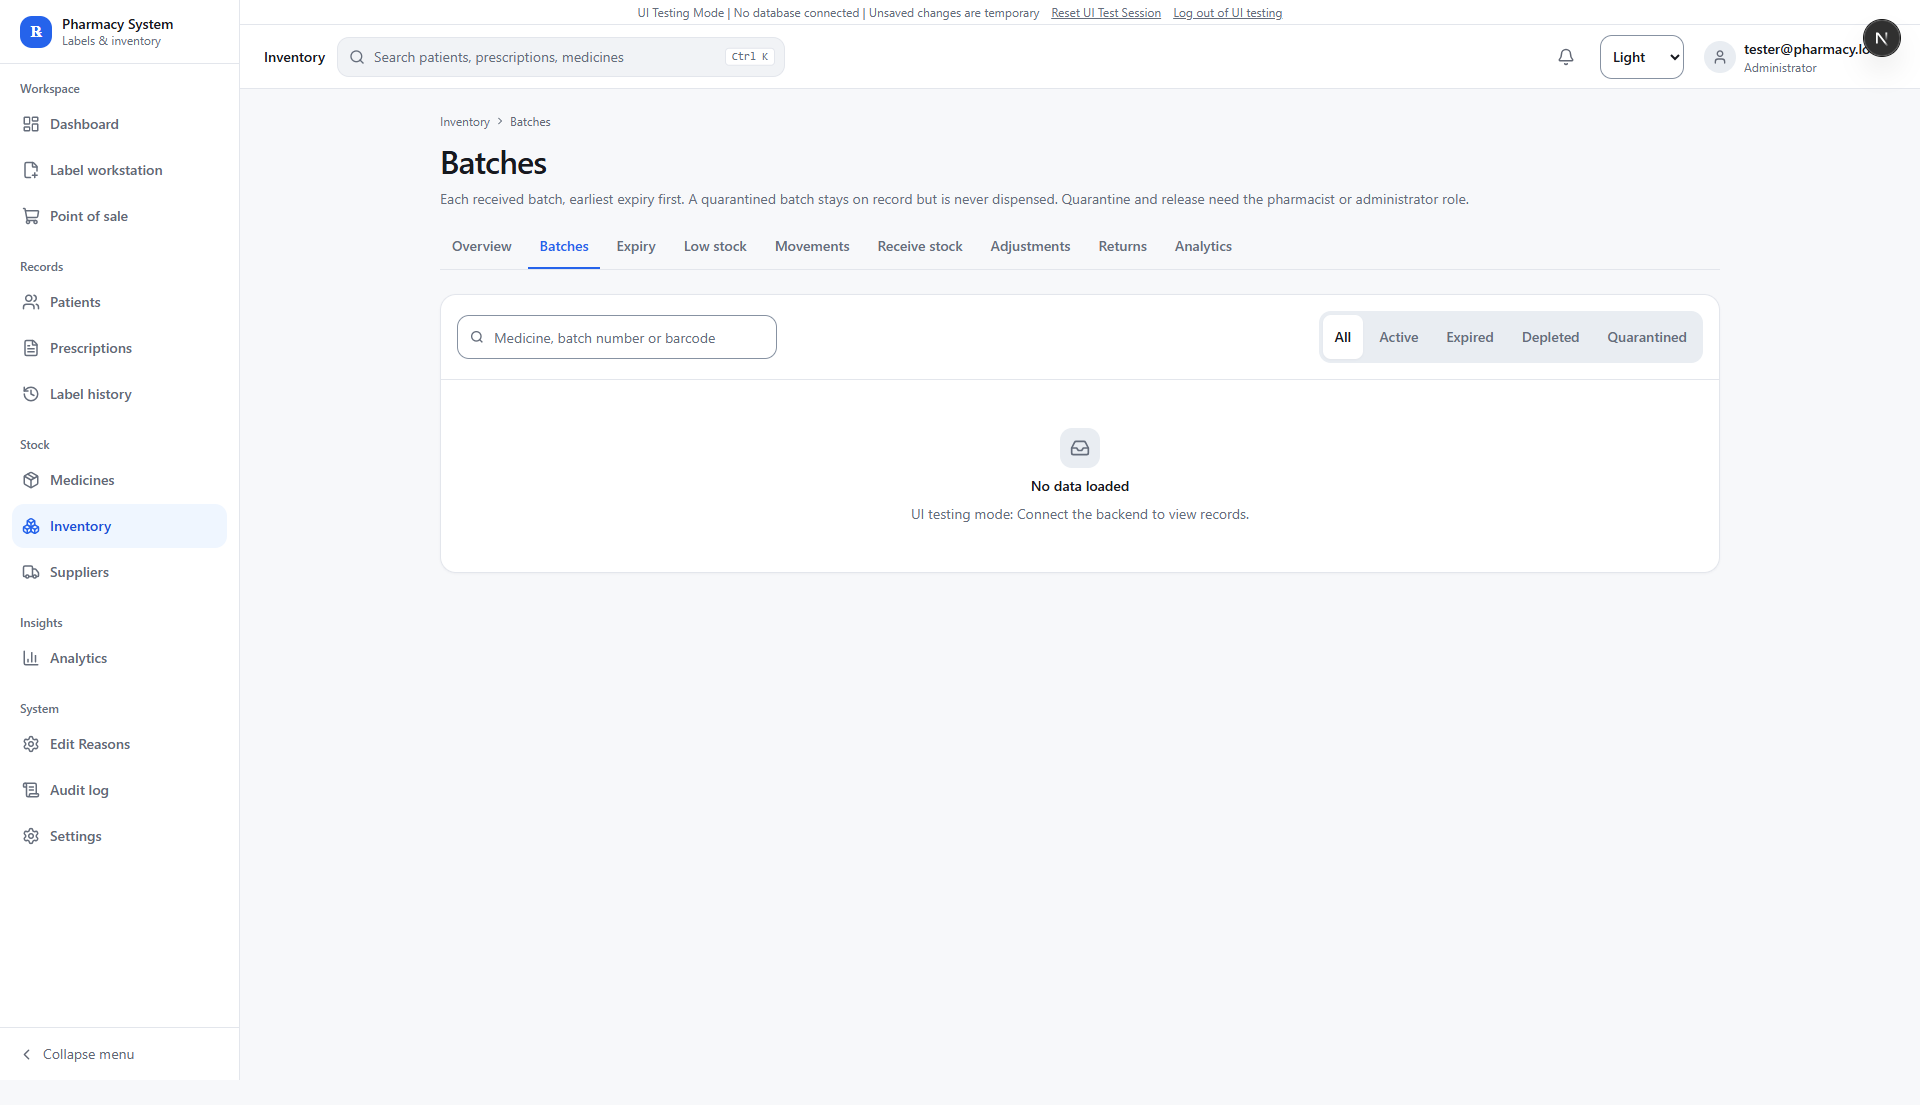 UI Testing Mode | No database connected | Unsaved changes are temporary Reset UI Test Session Log out of UI testing
Pharmacy System
Labels & inventory
Workspace
Dashboard
Label workstation
Point of sale
Records
Patients
Prescriptions
Label history
Stock
Medicines
Inventory
Suppliers
Insights
Analytics
System
Edit Reasons
Audit log
Settings
Collapse menu
Inventory
Search patients, prescriptions, medicines Ctrl K
Light
tester@pharmacy.lo
Administrator
N
Inventory > Batches
Batches
Each received batch, earliest expiry first. A quarantined batch stays on record but is never dispensed. Quarantine and release need the pharmacist or administrator role.
Overview Batches Expiry Low stock Movements Receive stock Adjustments Returns Analytics
Medicine, batch number or barcode
All Active Expired Depleted Quarantined
No data loaded
UI testing mode: Connect the backend to view records.